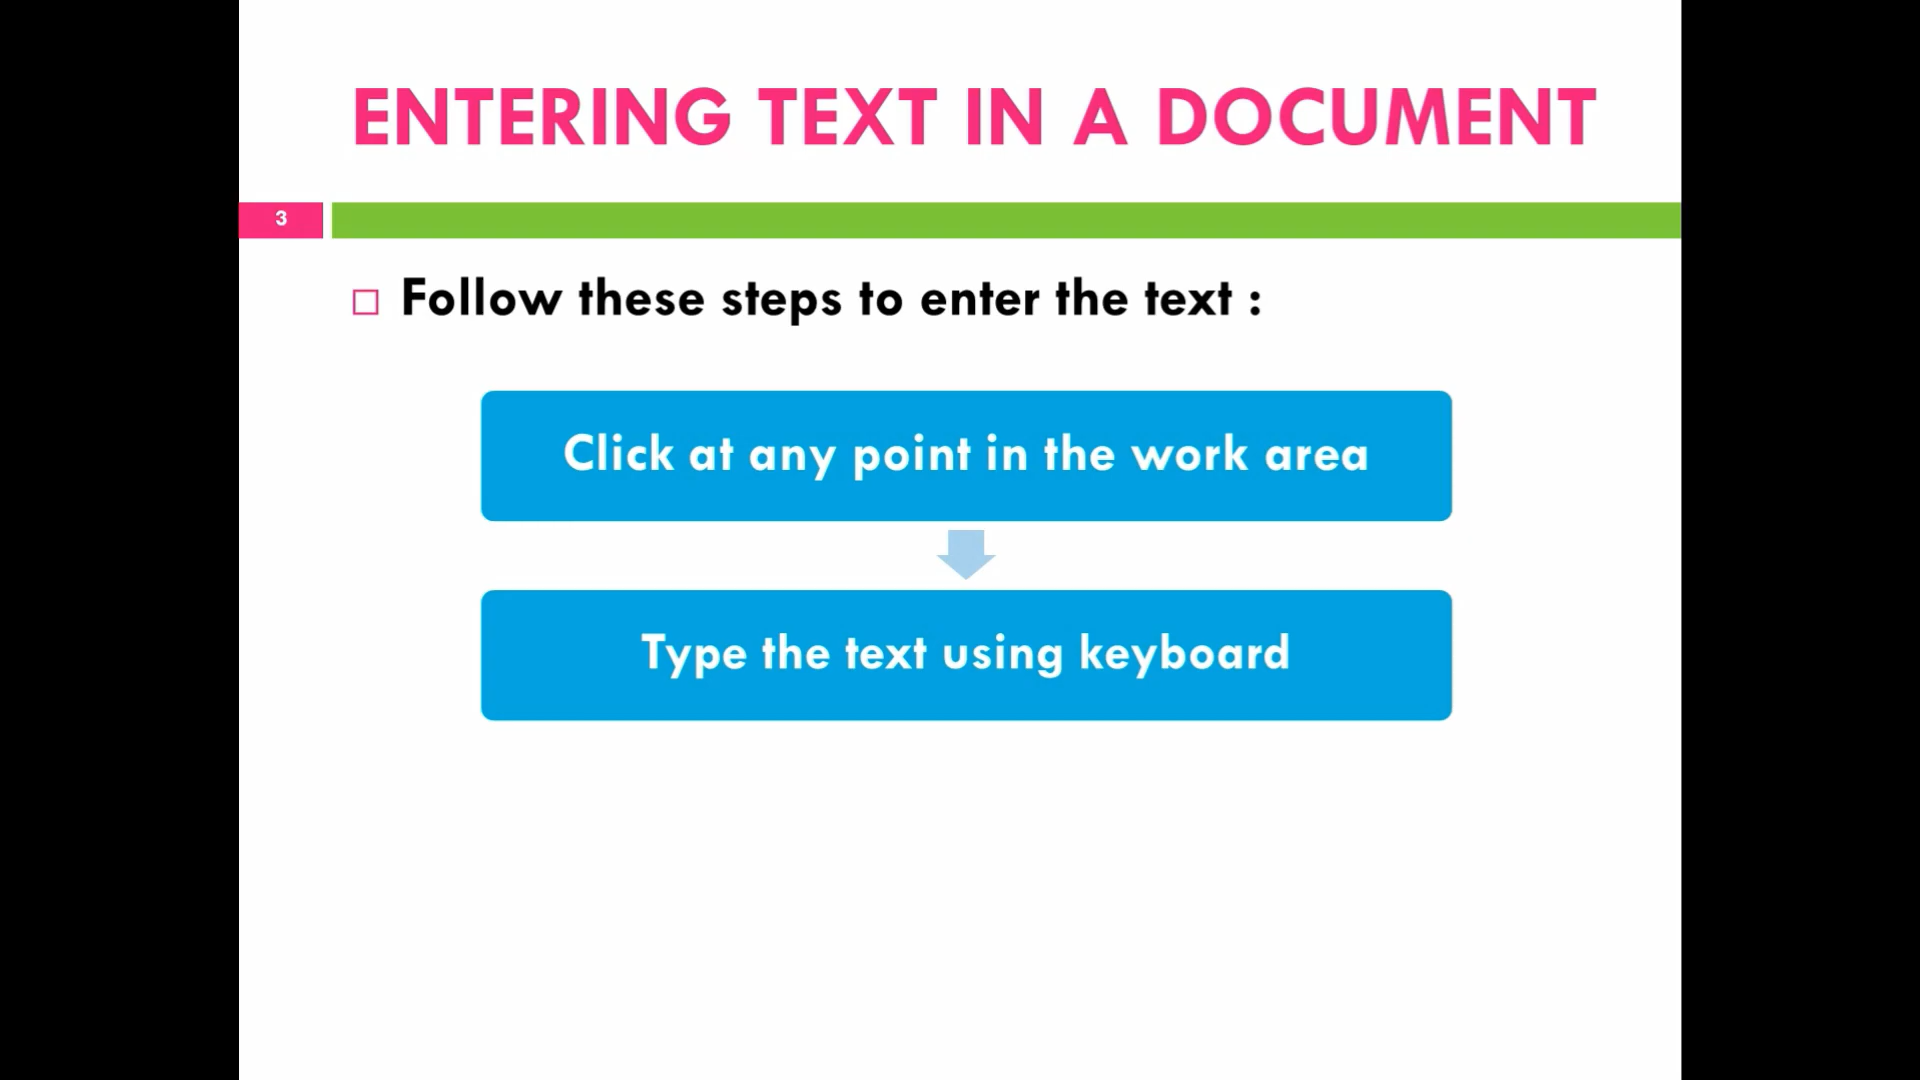 ENTERING TEXT IN A DOCUMENT
3
Follow these steps to enter the text :
Click at any point in the work area
Type the text using keyboard